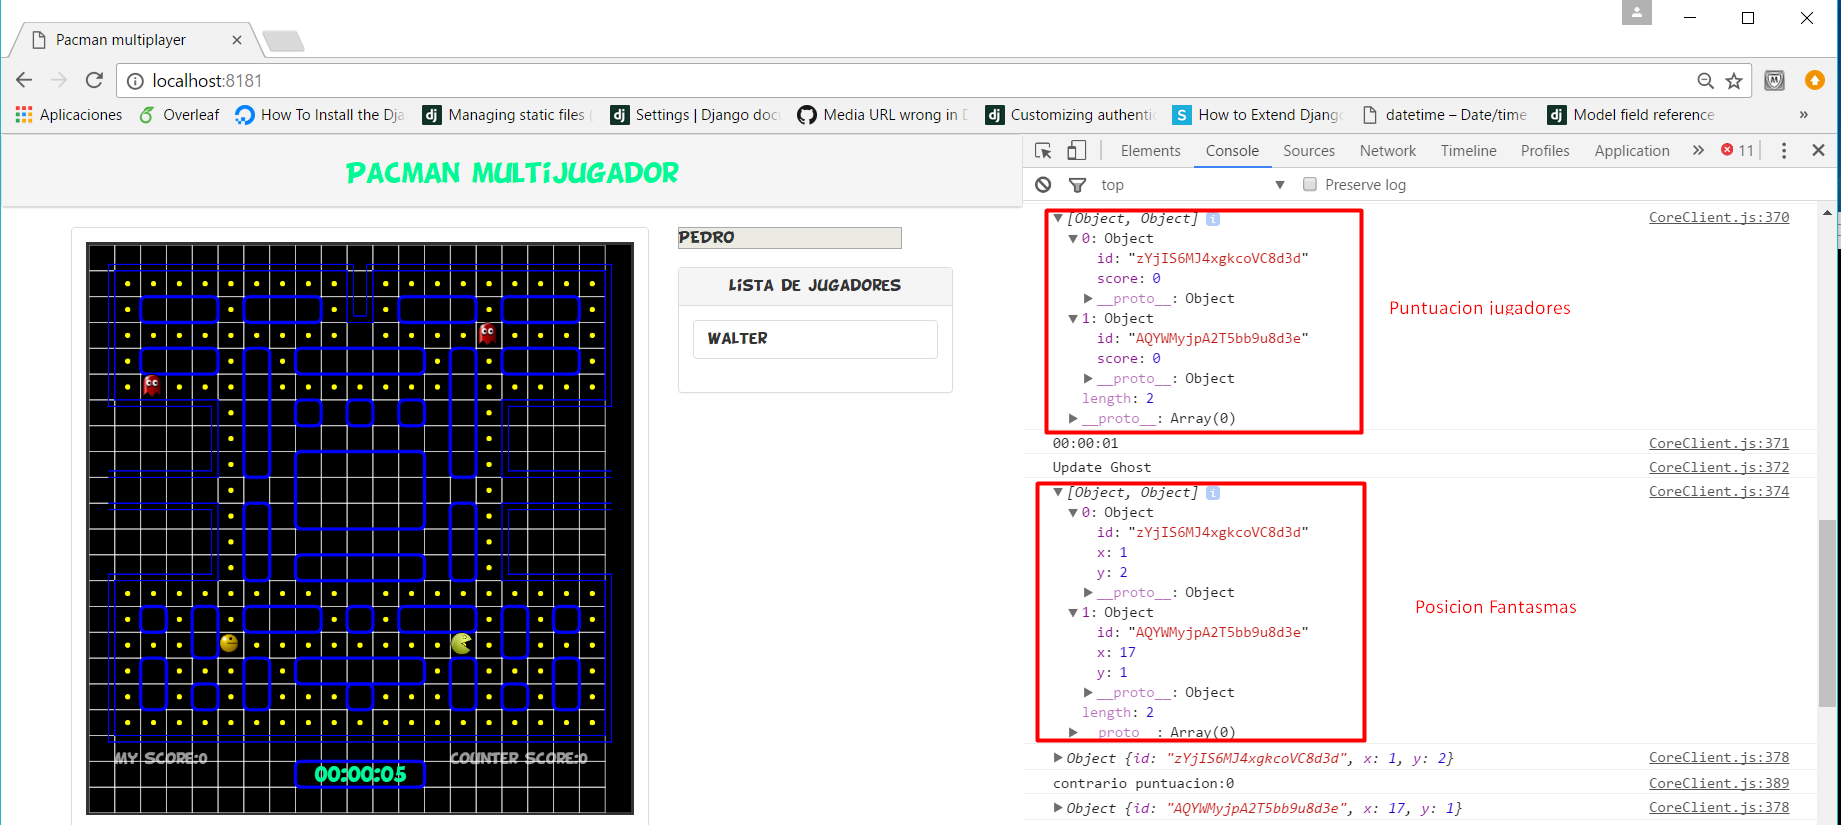 Pacman multiplayer
localhost:8181
Aplicaciones Overleaf How To Install the Dja Managing static files ( Settings | Django doc Media URL wrong in D Customizing authenti How to Extend Django datetime – Date/time Model field reference »
PACMAN MULTIJUGADOR
PEDRO
LISTA DE JUGADORES
WALTER
MY SCORE:0
COUNTER SCORE:0
00:00:05
Elements Console Sources Network Timeline Profiles Application » 11
top Preserve log
[Object, Object] i CoreClient.js:370
0: Object
id: "zYjIS6MJ4xgkcoVC8d3d"
score: 0
__proto__: Object
1: Object
id: "AQYWMyjpA2T5bb9u8d3e"
score: 0
__proto__: Object
length: 2
__proto__: Array(0)
Puntuacion jugadores
00:00:01 CoreClient.js:371
Update Ghost CoreClient.js:372
[Object, Object] i CoreClient.js:374
0: Object
id: "zYjIS6MJ4xgkcoVC8d3d"
x: 1
y: 2
__proto__: Object
1: Object
id: "AQYWMyjpA2T5bb9u8d3e"
x: 17
y: 1
__proto__: Object
length: 2
__proto__: Array(0)
Posicion Fantasmas
Object {id: "zYjIS6MJ4xgkcoVC8d3d", x: 1, y: 2} CoreClient.js:378
contrario puntuacion:0 CoreClient.js:389
Object {id: "AQYWMyjpA2T5bb9u8d3e", x: 17, y: 1} CoreClient.js:378